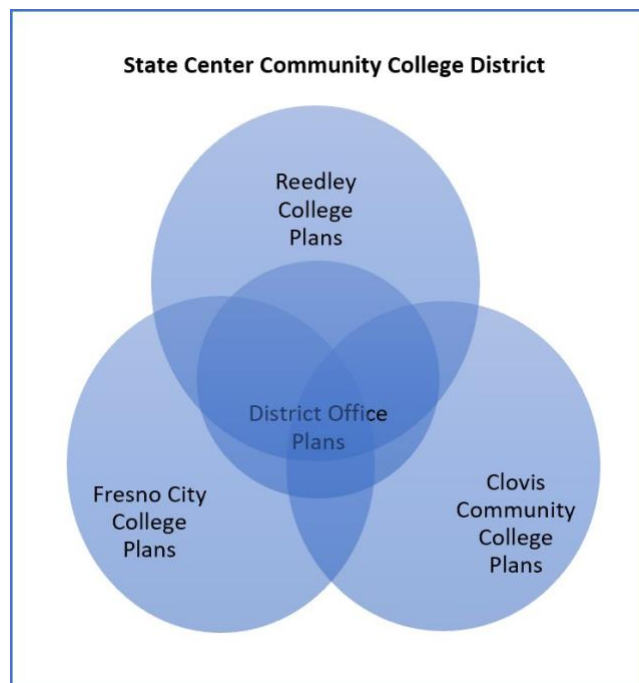 State Center Community College District
Reedley
College
Plans
District Office
Plans
Fresno City
College
Plans
Clovis
Community
College
Plans